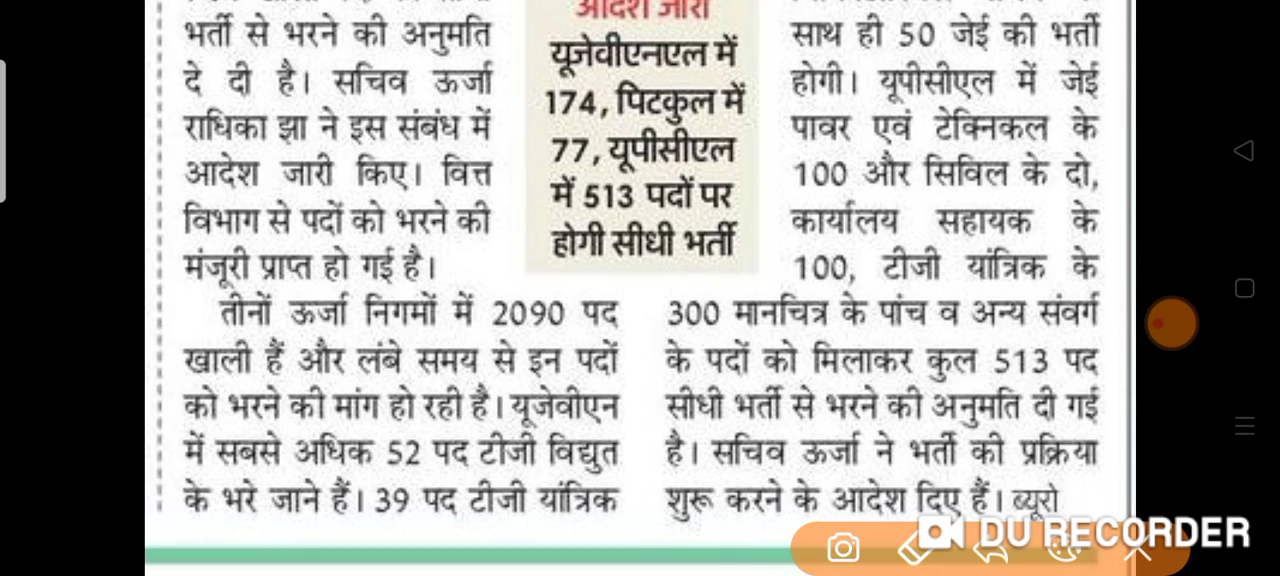 भर्ती से भरने की अनुमति
दे दी है। सचिव ऊर्जा
राधिका झा ने इस संबंध में
आदेश जारी किए। वित्त
विभाग से पदों को भरने की
मंजूरी प्राप्त हो गई है।
तीनों ऊर्जा निगमों में 2090 पद
खाली हैं और लंबे समय से इन पदों
को भरने की मांग हो रही है। यूजेवीएन
में सबसे अधिक 52 पद टीजी विद्युत
के भरे जाने हैं। 39 पद टीजी यांत्रिक
आदेश जारी
यूजेवीएनएल में
174, पिटकुल में
77, यूपीसीएल
में 513 पदों पर
होगी सीधी भर्ती
साथ ही 50 जेई की भर्ती
होगी। यूपीसीएल में जेई
पावर एवं टेक्निकल के
100 और सिविल के दो,
कार्यालय सहायक के
100, टीजी यांत्रिक के
300 मानचित्र के पांच व अन्य संवर्ग
के पदों को मिलाकर कुल 513 पद
सीधी भर्ती से भरने की अनुमति दी गई
है। सचिव ऊर्जा ने भर्ती की प्रक्रिया
शुरू करने के आदेश दिए हैं। ब्यूरो
DU RECORDER